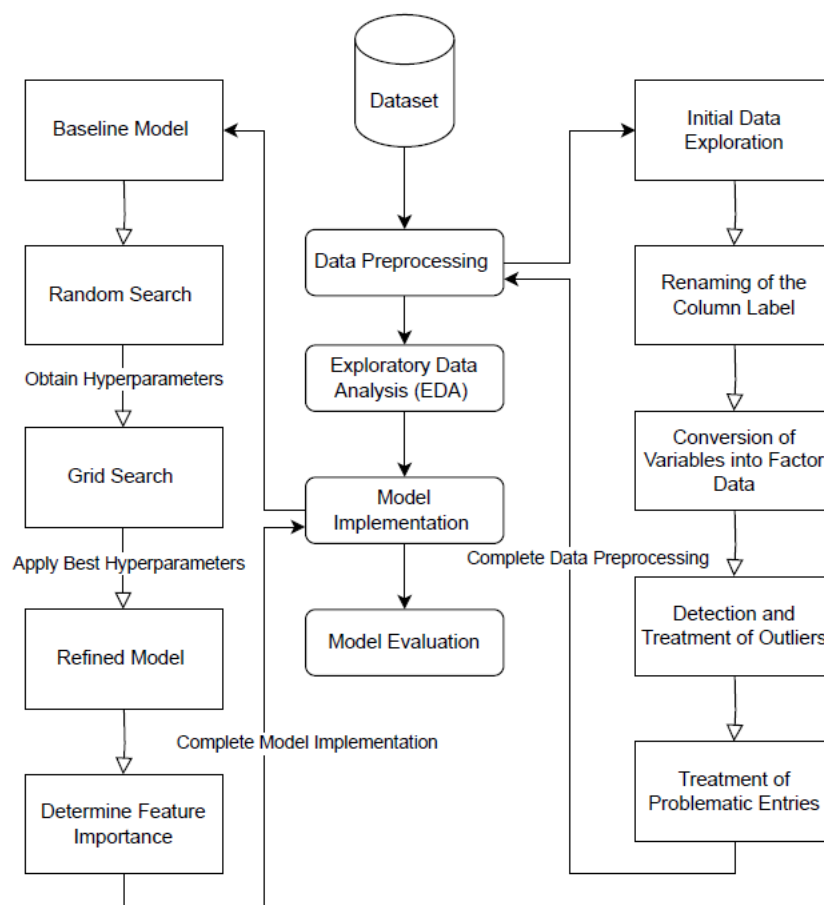 Dataset
Baseline Model
Initial Data
Exploration
Data Preprocessing
Random Search
Renaming of the
Column Label
Obtain Hyperparameters
Exploratory Data
Analysis (EDA)
Grid Search
Conversion of
Variables into Factor
Data
Model
Implementation
Apply Best Hyperparameters
Complete Data Preprocessing
Refined Model
Model Evaluation
Detection and
Treatment of Outliers
Complete Model Implementation
Determine Feature
Importance
Treatment of
Problematic Entries